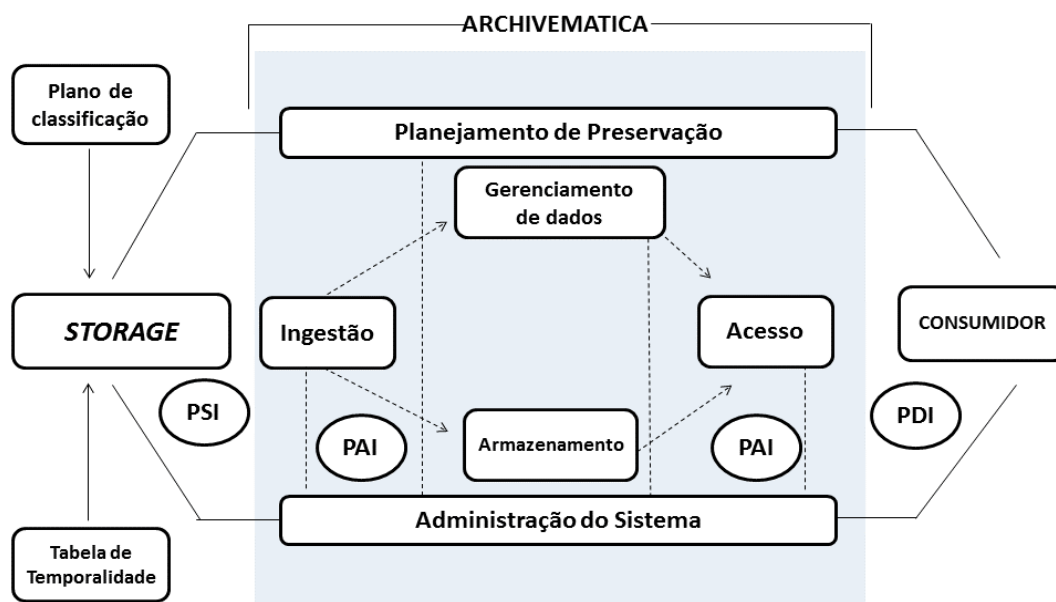 ARCHIVEMATICA
Plano de
classificação
Planejamento de Preservação
Gerenciamento
de dados
STORAGE
Ingestão
Acesso
CONSUMIDOR
PSI
PAI
Armazenamento
PAI
PDI
Administração do Sistema
Tabela de
Temporalidade